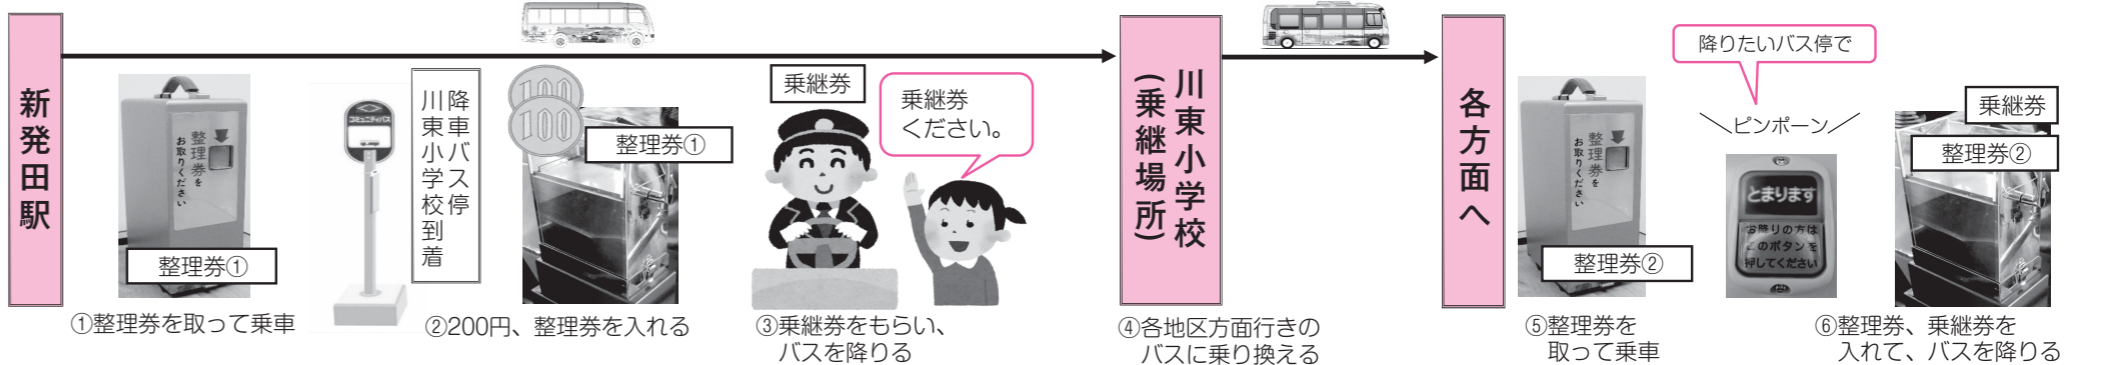 新発田駅
整理券を
お取りください
整理券①
①整理券を取って乗車
コミュニティバス
降車バス停
川東小学校到着
100
100
整理券①
②200円、整理券を入れる
乗継券
乗継券
ください。
③乗継券をもらい、
バスを降りる
川東小学校
(乗継場所)
④各地区方面行きの
バスに乗り換える
各方面へ
整理券を
お取りください
整理券②
⑤整理券を
取って乗車
降りたいバス停で
ピンポーン
とまります
お降りの方は
このボタンを
押してください
乗継券
整理券②
⑥整理券、乗継券を
入れて、バスを降りる